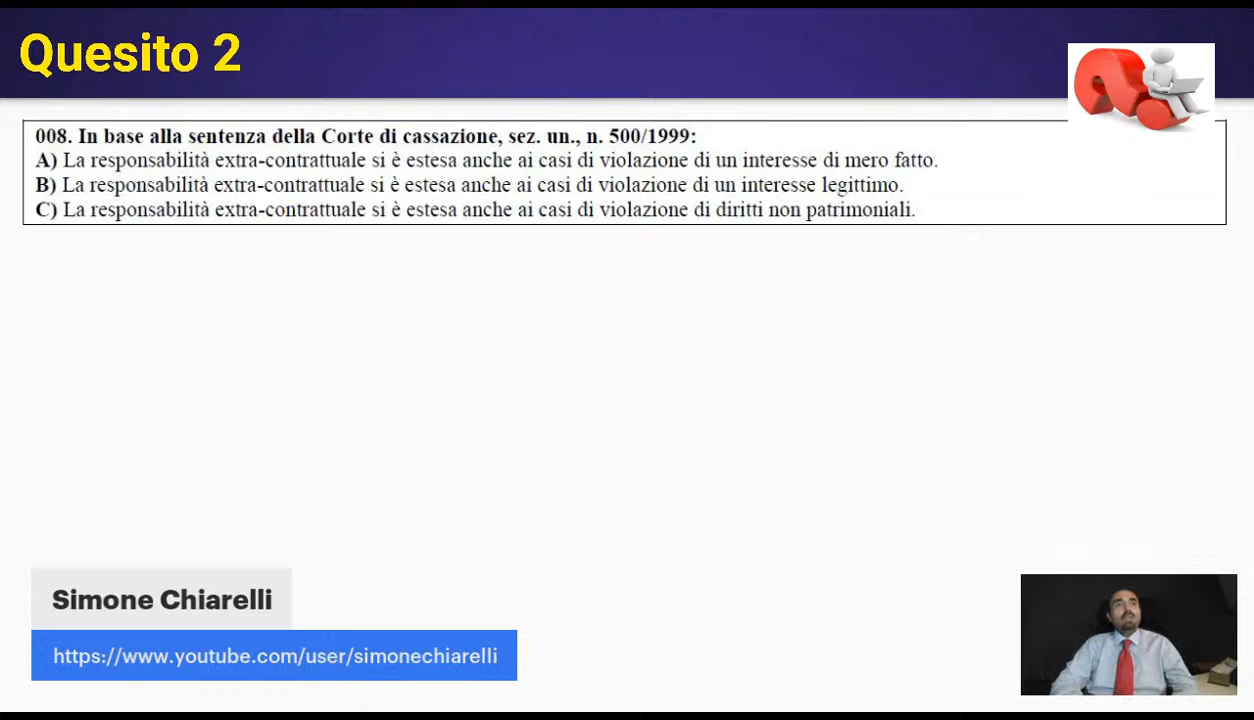 Quesito 2
008. In base alla sentenza della Corte di cassazione, sez. un., n. 500/1999:
A) La responsabilità extra-contrattuale si è estesa anche ai casi di violazione di un interesse di mero fatto.
B) La responsabilità extra-contrattuale si è estesa anche ai casi di violazione di un interesse legittimo.
C) La responsabilità extra-contrattuale si è estesa anche ai casi di violazione di diritti non patrimoniali.
Simone Chiarelli
https://www.youtube.com/user/simonechiarelli